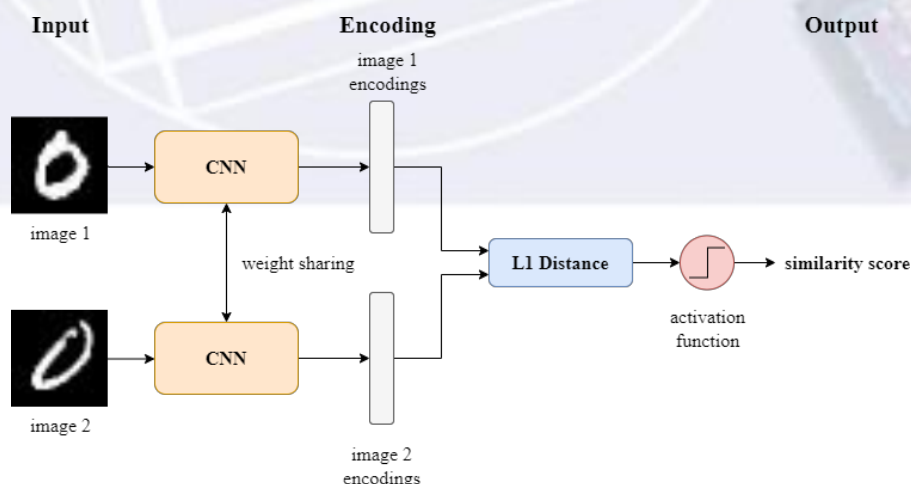 Input
Encoding
Output
image 1
encodings
CNN
image 1
weight sharing
L1 Distance
similarity score
activation
function
CNN
image 2
image 2
encodings